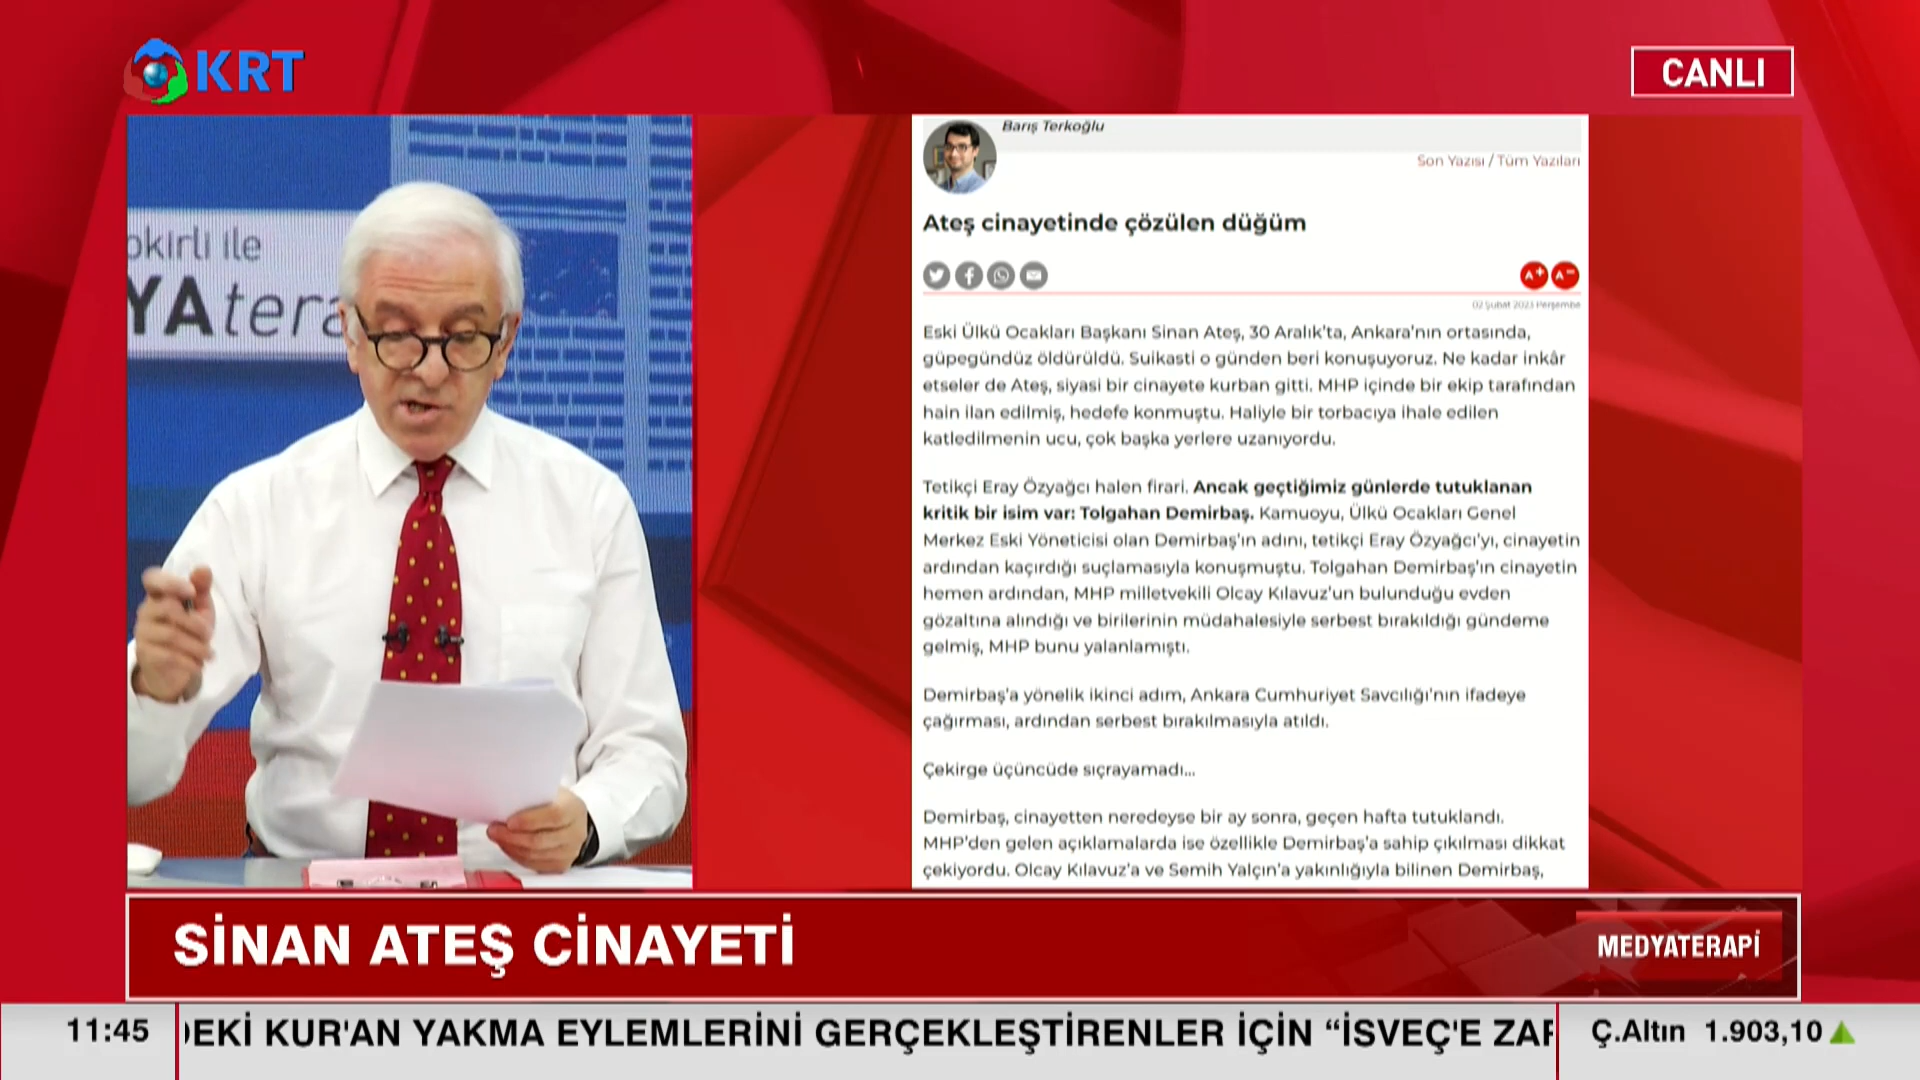 KRT
CANLI
okırlı ile
YAtera
Barış Terkoğlu
Son Yazısı / Tüm Yazıları
Ateş cinayetinde çözülen düğüm
A+ A-
02 Şubat 2023 Perşembe
Eski Ülkü Ocakları Başkanı Sinan Ateş, 30 Aralık’ta, Ankara’nın ortasında,
güpegündüz öldürüldü. Suikasti o günden beri konuşuyoruz. Ne kadar inkâr
etseler de Ateş, siyasi bir cinayete kurban gitti. MHP içinde bir ekip tarafından
hain ilan edilmiş, hedefe konmuştu. Haliyle bir torbacıya ihale edilen
katledilmenin ucu, çok başka yerlere uzanıyordu.
Tetikçi Eray Özyağcı halen firari. Ancak geçtiğimiz günlerde tutuklanan
kritik bir isim var: Tolgahan Demirbaş. Kamuoyu, Ülkü Ocakları Genel
Merkez Eski Yöneticisi olan Demirbaş’ın adını, tetikçi Eray Özyağcı’yı, cinayetin
ardından kaçırdığı suçlamasıyla konuşmuştu. Tolgahan Demirbaş’ın cinayetin
hemen ardından, MHP milletvekili Olcay Kılavuz’un bulunduğu evden
gözaltına alındığı ve birilerinin müdahalesiyle serbest bırakıldığı gündeme
gelmiş, MHP bunu yalanlamıştı.
Demirbaş’a yönelik ikinci adım, Ankara Cumhuriyet Savcılığı’nın ifadeye
çağırması, ardından serbest bırakılmasıyla atıldı.
Çekirge üçüncüde sıçrayamadı...
Demirbaş, cinayetten neredeyse bir ay sonra, geçen hafta tutuklandı.
MHP’den gelen açıklamalarda ise özellikle Demirbaş’a sahip çıkılması dikkat
çekiyordu. Olcay Kılavuz’a ve Semih Yalçın’a yakınlığıyla bilinen Demirbaş,
SİNAN ATEŞ CİNAYETİ
MEDYATERAPİ
11:45
DEKİ KUR'AN YAKMA EYLEMLERİNİ GERÇEKLEŞTİRENLER İÇİN “İSVEÇ'E ZAR
Ç.Altın 1.903,10